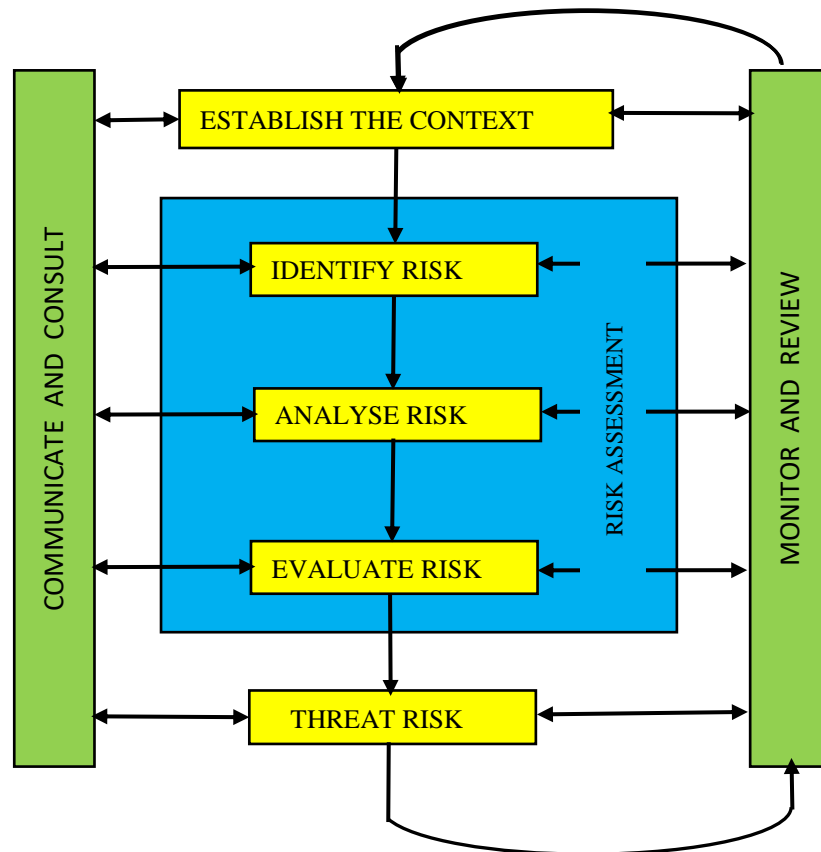 ESTABLISH THE CONTEXT
COMMUNICATE AND CONSULT
IDENTIFY RISK
ANALYSE RISK
EVALUATE RISK
RISK ASSESSMENT
MONITOR AND REVIEW
THREAT RISK